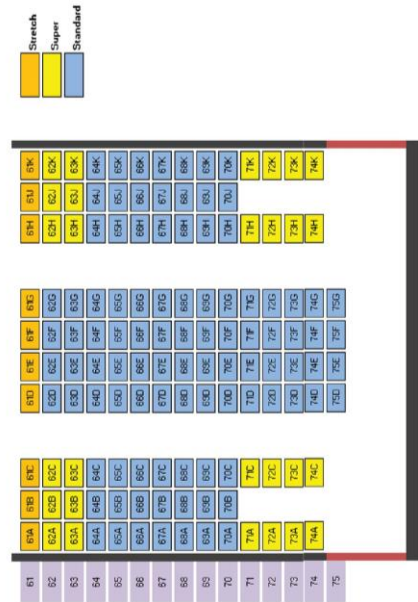 Stretch
Super
Standard
61K 62K 63K 64K 65K 66K 67K 68K 69K 70K 71K 72K 73K 74K
61J 62J 63J 64J 65J 66J 67J 68J 69J 70J
61H 62H 63H 64H 65H 66H 67H 68H 69H 70H 71H 72H 73H 74H
61G 62G 63G 64G 65G 66G 67G 68G 69G 70G 71G 72G 73G 74G 75G
61F 62F 63F 64F 65F 66F 67F 68F 69F 70F 71F 72F 73F 74F 75F
61E 62E 63E 64E 65E 66E 67E 68E 69E 70E 71E 72E 73E 74E 75E
61D 62D 63D 64D 65D 66D 67D 68D 69D 70D 71D 72D 73D 74D 75D
61C 62C 63C 64C 65C 66C 67C 68C 69C 70C 71C 72C 73C 74C
61B 62B 63B 64B 65B 66B 67B 68B 69B 70B
61A 62A 63A 64A 65A 66A 67A 68A 69A 70A 71A 72A 73A 74A
61 62 63 64 65 66 67 68 69 70 71 72 73 74 75